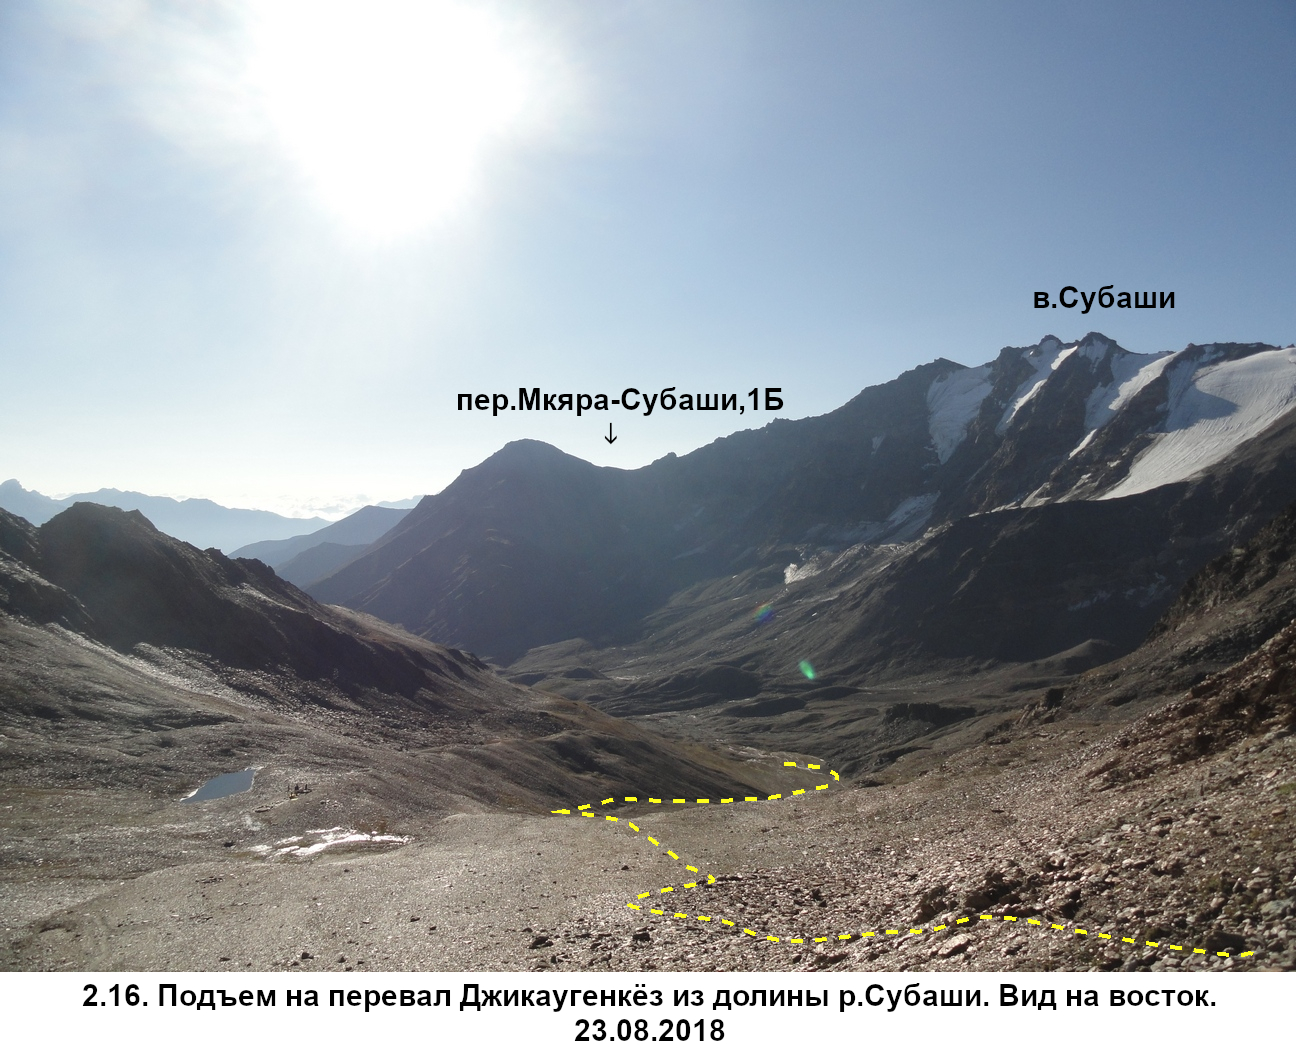 в.Субаши
пер.Мкяра-Субаши,1Б
2.16. Подъем на перевал Джикаугенкёз из долины р.Субаши. Вид на восток.
23.08.2018